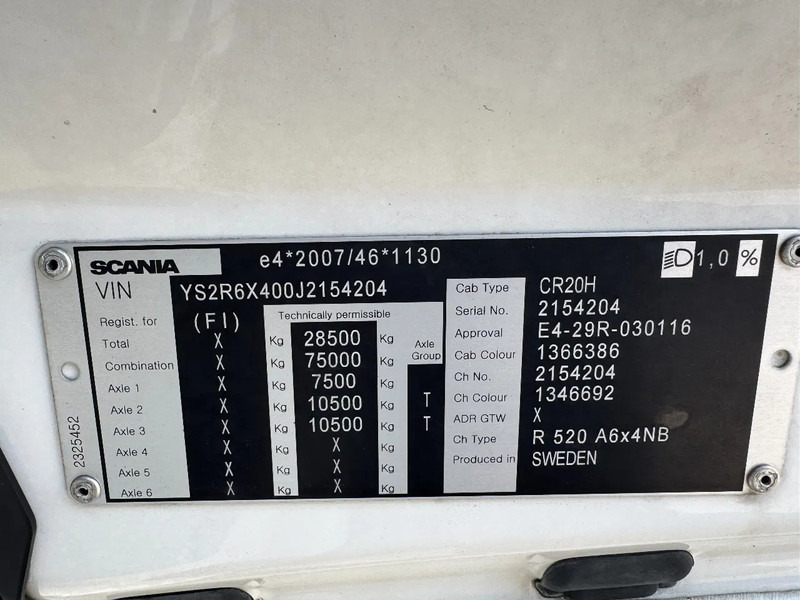 SCANIA e4*2007/46*1130 1,0 %
VIN YS2R6X400J2154204 Cab Type CR20H
Regist. for (FI) Technically permissible Serial No. 2154204
Total X Kg 28500 Kg Axle Group Approval E4-29R-030116
Combination X Kg 75000 Kg Cab Colour 1366386
Axle 1 X Kg 7500 Kg Ch No. 2154204
Axle 2 X Kg 10500 Kg T Ch Colour 1346692
Axle 3 X Kg 10500 Kg T ADR GTW X
Axle 4 X Kg X Kg Ch Type R 520 A6x4NB
Axle 5 X Kg X Kg Produced in SWEDEN
Axle 6 X Kg X Kg
2325452